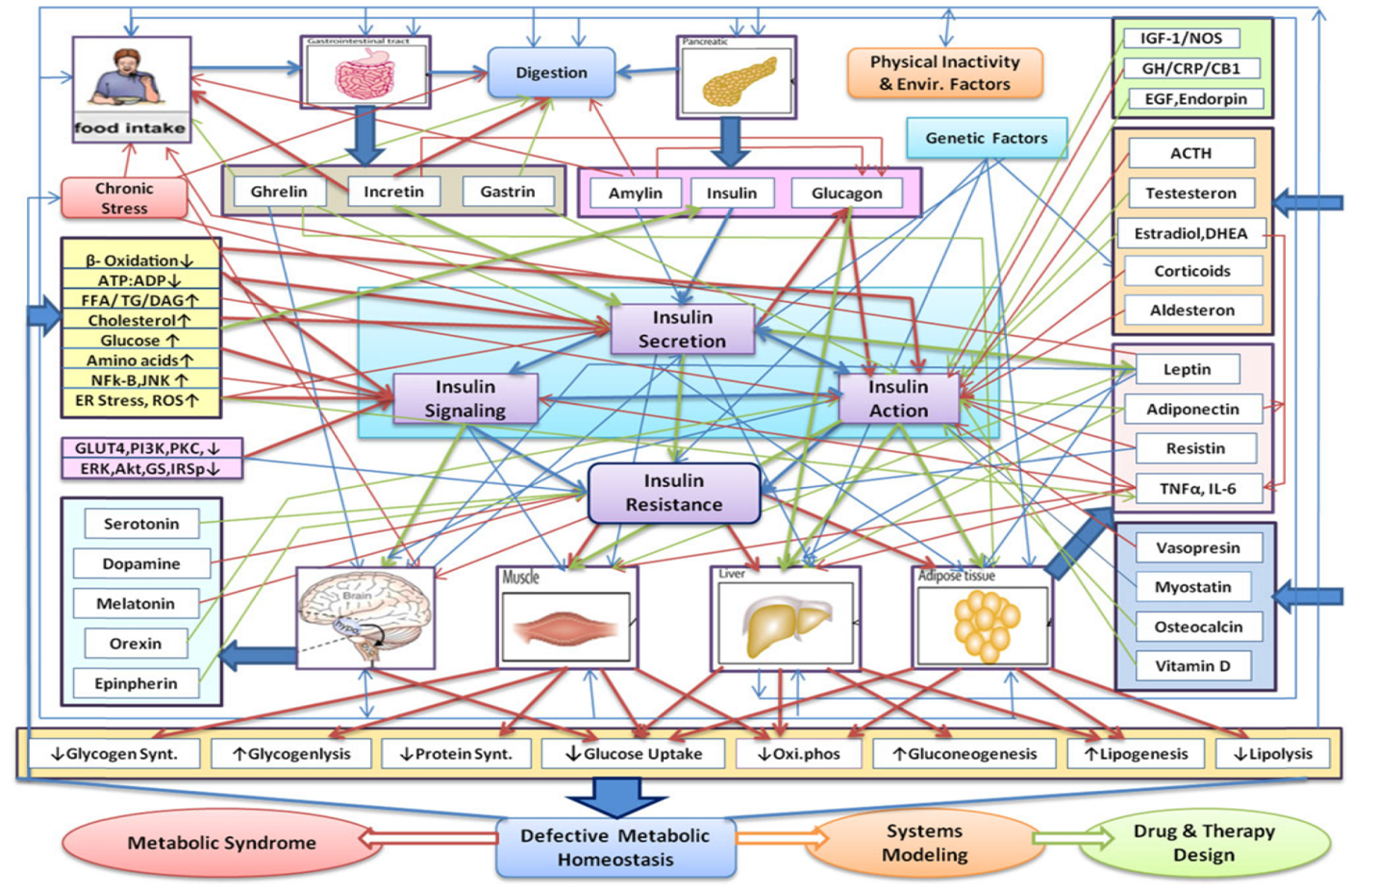 Gastrointestinal tract
Pancreatic
food intake
Digestion
Physical Inactivity
& Envir. Factors
IGF-1/NOS
GH/CRP/CB1
EGF,Endorpin
Genetic Factors
Chronic
Stress
Ghrelin
Incretin
Gastrin
Amylin
Insulin
Glucagon
ACTH
Testesteron
Estradiol,DHEA
Corticoids
Aldesteron
β- Oxidation↓
ATP:ADP↓
FFA/ TG/DAG↑
Cholesterol↑
Glucose ↑
Amino acids↑
NFk-B,JNK ↑
ER Stress, ROS↑
GLUT4,PI3K,PKC, ↓
ERK,Akt,GS,IRSp↓
Insulin
Secretion
Insulin
Signaling
Insulin
Action
Insulin
Resistance
Leptin
Adiponectin
Resistin
TNFα, IL-6
Serotonin
Dopamine
Melatonin
Orexin
Epinpherin
Brain
hypo
Muscle
Liver
Adipose tissue
Vasopresin
Myostatin
Osteocalcin
Vitamin D
↓Glycogen Synt.
↑Glycogenlysis
↓Protein Synt.
↓Glucose Uptake
↓Oxi.phos
↑Gluconeogenesis
↑Lipogenesis
↓Lipolysis
Metabolic Syndrome
Defective Metabolic
Homeostasis
Systems
Modeling
Drug & Therapy
Design